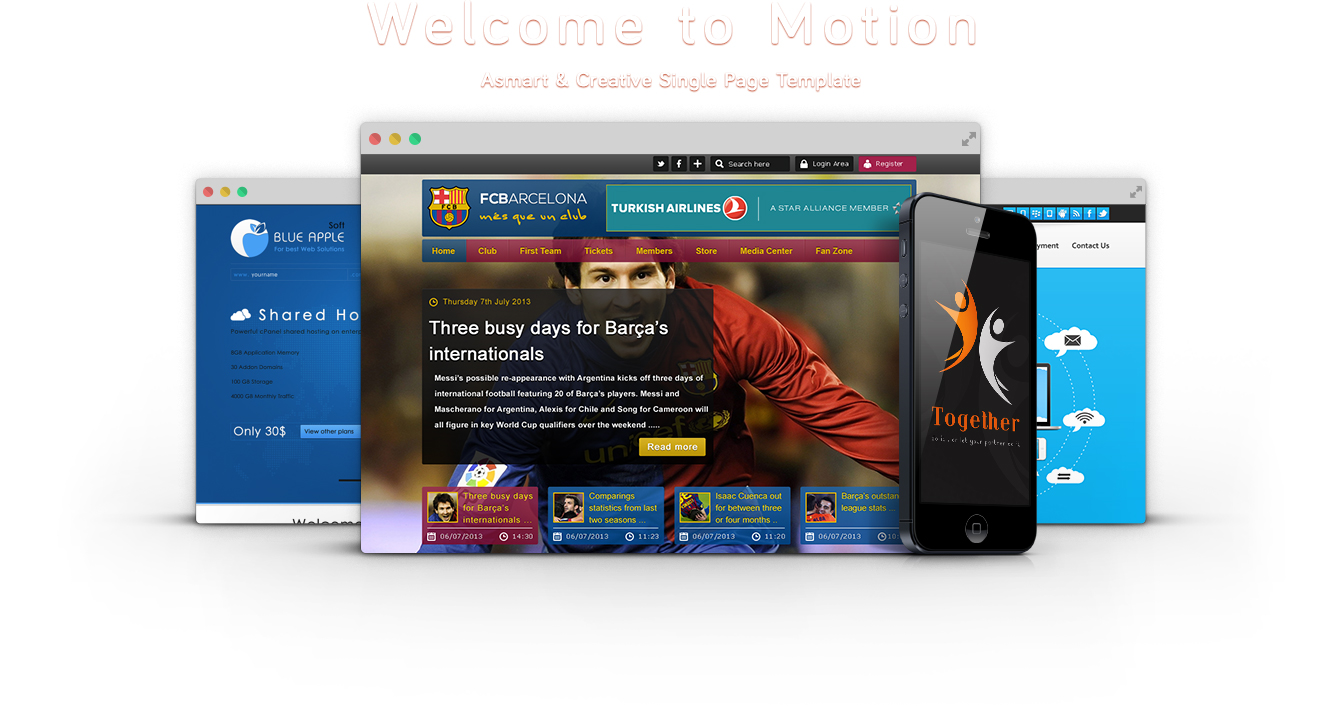 Welcome to Motion
Asmart & Creative Single Page Template
Search here
Login Area
Register
FCBARCELONA
més que un club
FCB
TURKISH AIRLINES
A STAR ALLIANCE MEMBER
Home
Club
First Team
Tickets
Members
Store
Media Center
Fan Zone
Thursday 7th July 2013
Three busy days for Barça's
internationals
Messi's possible re-appearance with Argentina kicks off three days of
international football featuring 20 of Barça's players. Messi and
Mascherano for Argentina, Alexis for Chile and Song for Cameroon will
all figure in key World Cup qualifiers over the weekend .....
Read more
unicef
Three busy days
for Barça's
internationals ...
06/07/2013
14:30
Comparings
statistics from last
two seasons ...
06/07/2013
11:23
Isaac Cuenca out
for between three
or four months ..
06/07/2013
11:20
Barça's
league stats ...
06/07/2013
Soft
BLUE APPLE
For best Web Solutions
www.
yourname
Shared Ho
Powerful cPanel shared hosting on
8GB Application Memory
30 Addon Domains
100 GB Storage
4000 GB Monthly Traffic
Only 30$
View other plans
Welcome
yment
Contact Us
Together